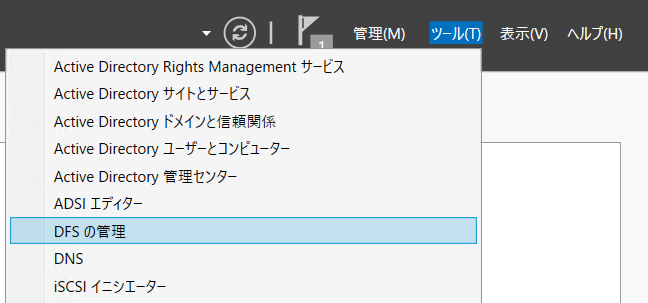 1 管理(M) ツール(T) 表示(V) ヘルプ(H)
Active Directory Rights Management サービス
Active Directory サイトとサービス
Active Directory ドメインと信頼関係
Active Directory ユーザーとコンピューター
Active Directory 管理センター
ADSI エディター
DFS の管理
DNS
iSCSI イニシエーター